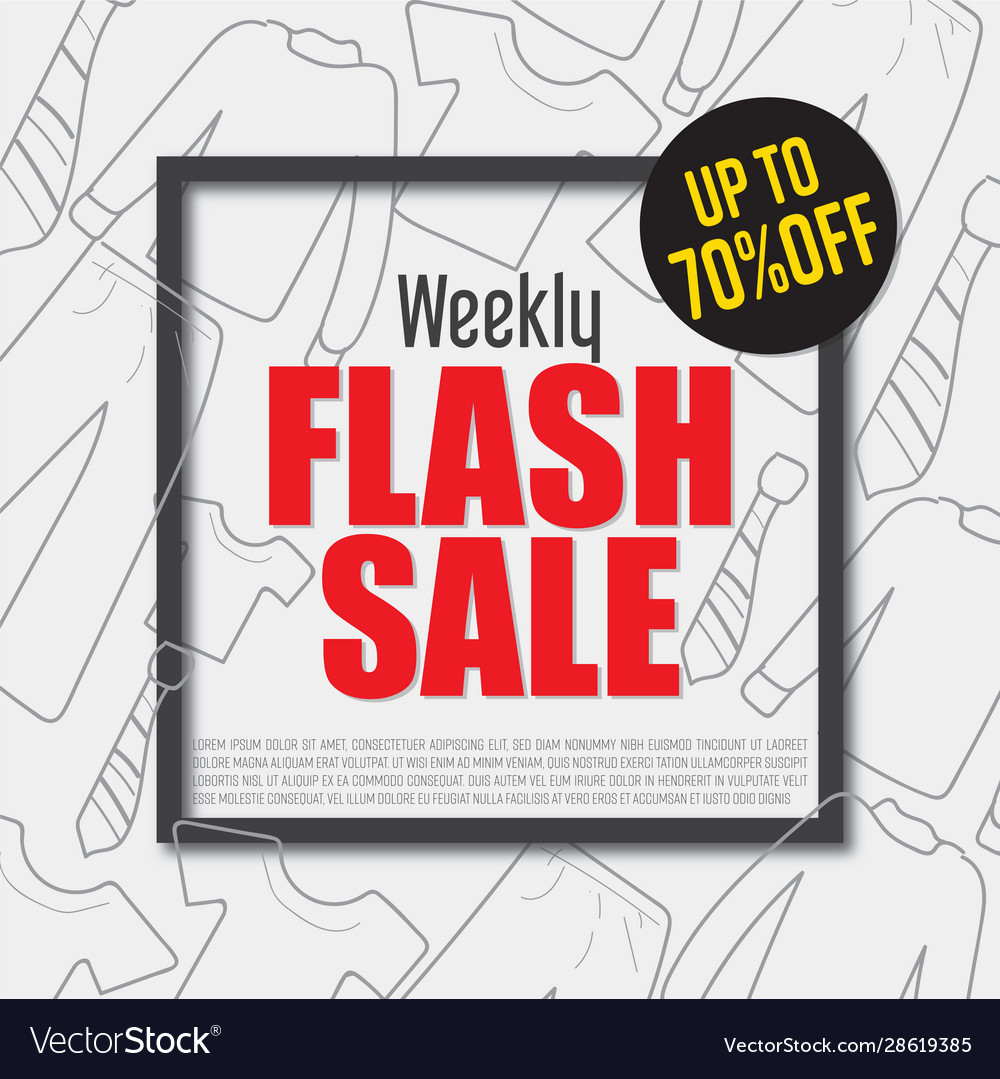 UP TO
70%OFF
Weekly
FLASH
SALE
LOREM IPSUM DOLOR SIT AMET, CONSECTETUER ADIPISCING ELIT, SED DIAM NONUMMY NIBH EUISMOD TINCIDUNT UT LAOREET
DOLORE MAGNA ALIQUAM ERAT VOLUTPAT. UT WISI ENIM AD MINIM VENIAM, QUIS NOSTRUD EXERCI TATION ULLAMCORPER SUSCIPIT
LOBORTIS NISL UT ALIQUIP EX EA COMMODO CONSEQUAT. DUIS AUTEM VEL EUM IRIURE DOLOR IN HENDRERIT IN VULPUTATE VELIT
ESSE MOLESTIE CONSEQUAT, VEL ILLUM DOLORE EU FEUGIAT NULLA FACILISIS AT VERO EROS ET ACCUMSAN ET IUSTO ODIO DIGNIS
VectorStock®
VectorStock.com/28619385